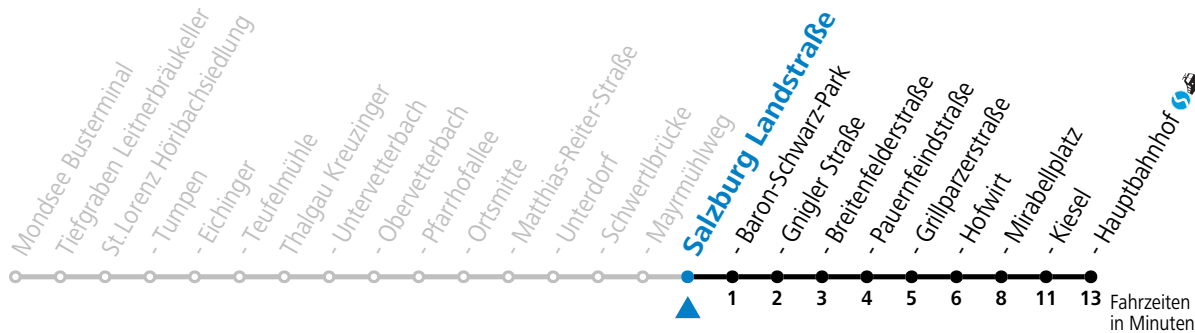 Mondsee Busterminal
Tiefgraben Leitnerbräukeller
St.Lorenz Höribachsiedlung
- Tumpen
- Eichinger
- Teufelmühle
Thalgau Kreuzinger
- Untervetterbach
- Obervetterbach
- Pfarrhofallee
- Ortsmitte
- Matthias-Reiter-Straße
- Unterdorf
- Schwertlbrücke
- Mayrmühlweg
Salzburg Landstraße
- Baron-Schwarz-Park
- Gnigler Straße
- Breitenfelderstraße
- Pauernfeindstraße
- Grillparzerstraße
- Hofwirt
- Mirabellplatz
- Kiesel
- Hauptbahnhof
1 2 3 4 5 6 8 11 13
Fahrzeiten
in Minuten